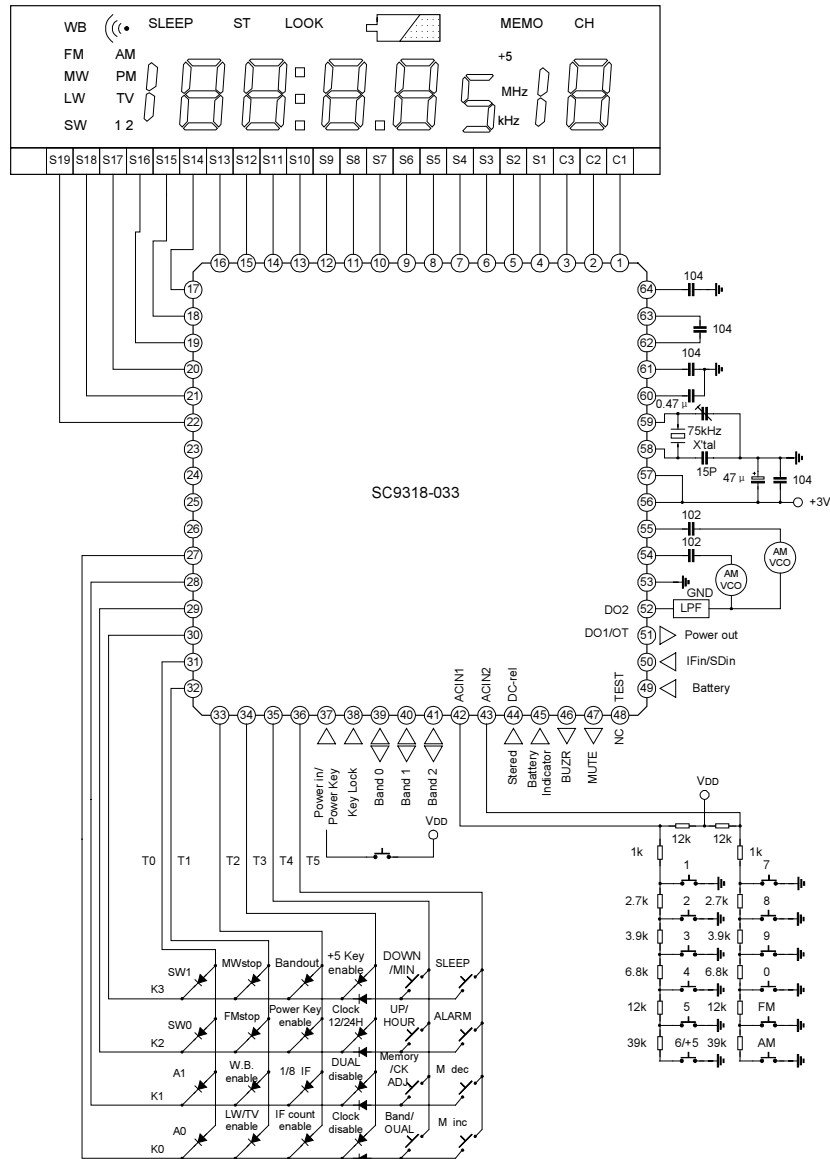 WB SLEEP ST LOOK MEMO CH
FM AM +5
MW PM
LW TV MHz
SW 1 2 kHz
S19 S18 S17 S16 S15 S14 S13 S12 S11 S10 S9 S8 S7 S6 S5 S4 S3 S2 S1 C3 C2 C1
16 15 14 13 12 11 10 9 8 7 6 5 4 3 2 1
17
18
19
20
21
22
23
24
25
26
27
28
29
30
31
32
SC9318-033
64 104
63
104
62
104
61
60
0.47 μ
59
75kHz
X'tal
58
15P
57
47 μ 104
56
+3V
55 102
54 102
AM
VCO
AM
VCO
53
GND
DO2 52 LPF
DO1/OT 51 Power out
50 IFin/SDin
49 Battery
ACIN1 ACIN2 DC-rel TEST
33 34 35 36 37 38 39 40 41 42 43 44 45 46 47 48
Power in/
Power Key
Key Lock
Band 0
Band 1
Band 2
Stered
Battery
Indicator
BUZR
MUTE
NC
VDD
T0 T1 T2 T3 T4 T5
VDD
12k 12k
1k 1 1k 7
2.7k 2 2.7k 8
3.9k 3 3.9k 9
6.8k 4 6.8k 0
12k 5 12k FM
39k 6/+5 39k AM
SW1 MWstop Bandout +5 Key
enable DOWN
/MIN SLEEP
K3
SW0 FMstop Power Key
enable Clock
12/24H UP/
HOUR ALARM
K2
A1 W.B.
enable 1/8 IF DUAL
disable Memory
/CK
ADJ M dec
K1
A0 LW/TV
enable IF count
enable Clock
disable Band/
OUAL M inc
K0